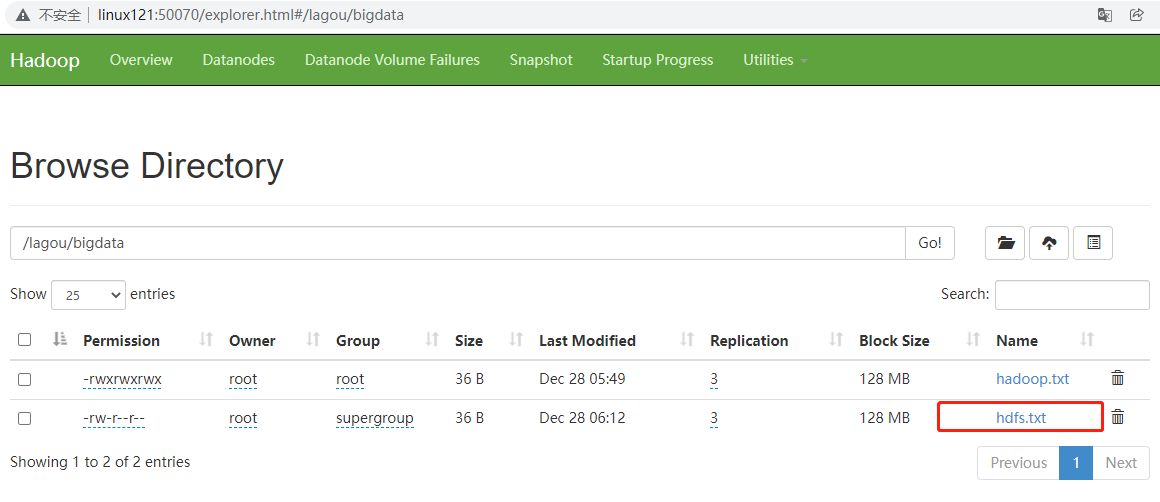 不安全 linux121:50070/explorer.html#/lagou/bigdata
Hadoop Overview Datanodes Datanode Volume Failures Snapshot Startup Progress Utilities
Browse Directory
/lagou/bigdata Go!
Show 25 entries Search:
Permission Owner Group Size Last Modified Replication Block Size Name
-rwxrwxrwx root root 36 B Dec 28 05:49 3 128 MB hadoop.txt
-rw-r--r-- root supergroup 36 B Dec 28 06:12 3 128 MB hdfs.txt
Showing 1 to 2 of 2 entries Previous 1 Next